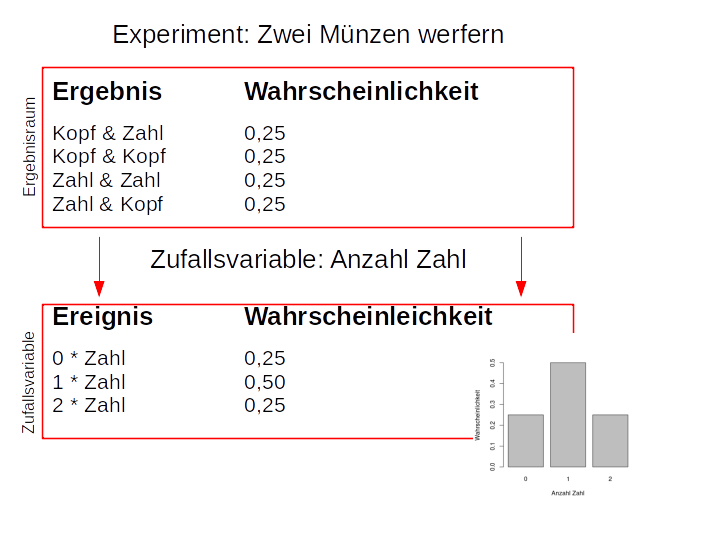 Experiment: Zwei Münzen werfern
Ergebnisraum
Ergebnis Wahrscheinlichkeit
Kopf & Zahl 0,25
Kopf & Kopf 0,25
Zahl & Zahl 0,25
Zahl & Kopf 0,25
Zufallsvariable: Anzahl Zahl
Zufallsvariable
Ereignis Wahrscheinleichkeit
0 * Zahl 0,25
1 * Zahl 0,50
2 * Zahl 0,25
Wahrscheinlichkeit
0.5
0.4
0.3
0.2
0.1
0.0
0 1 2
Anzahl Zahl